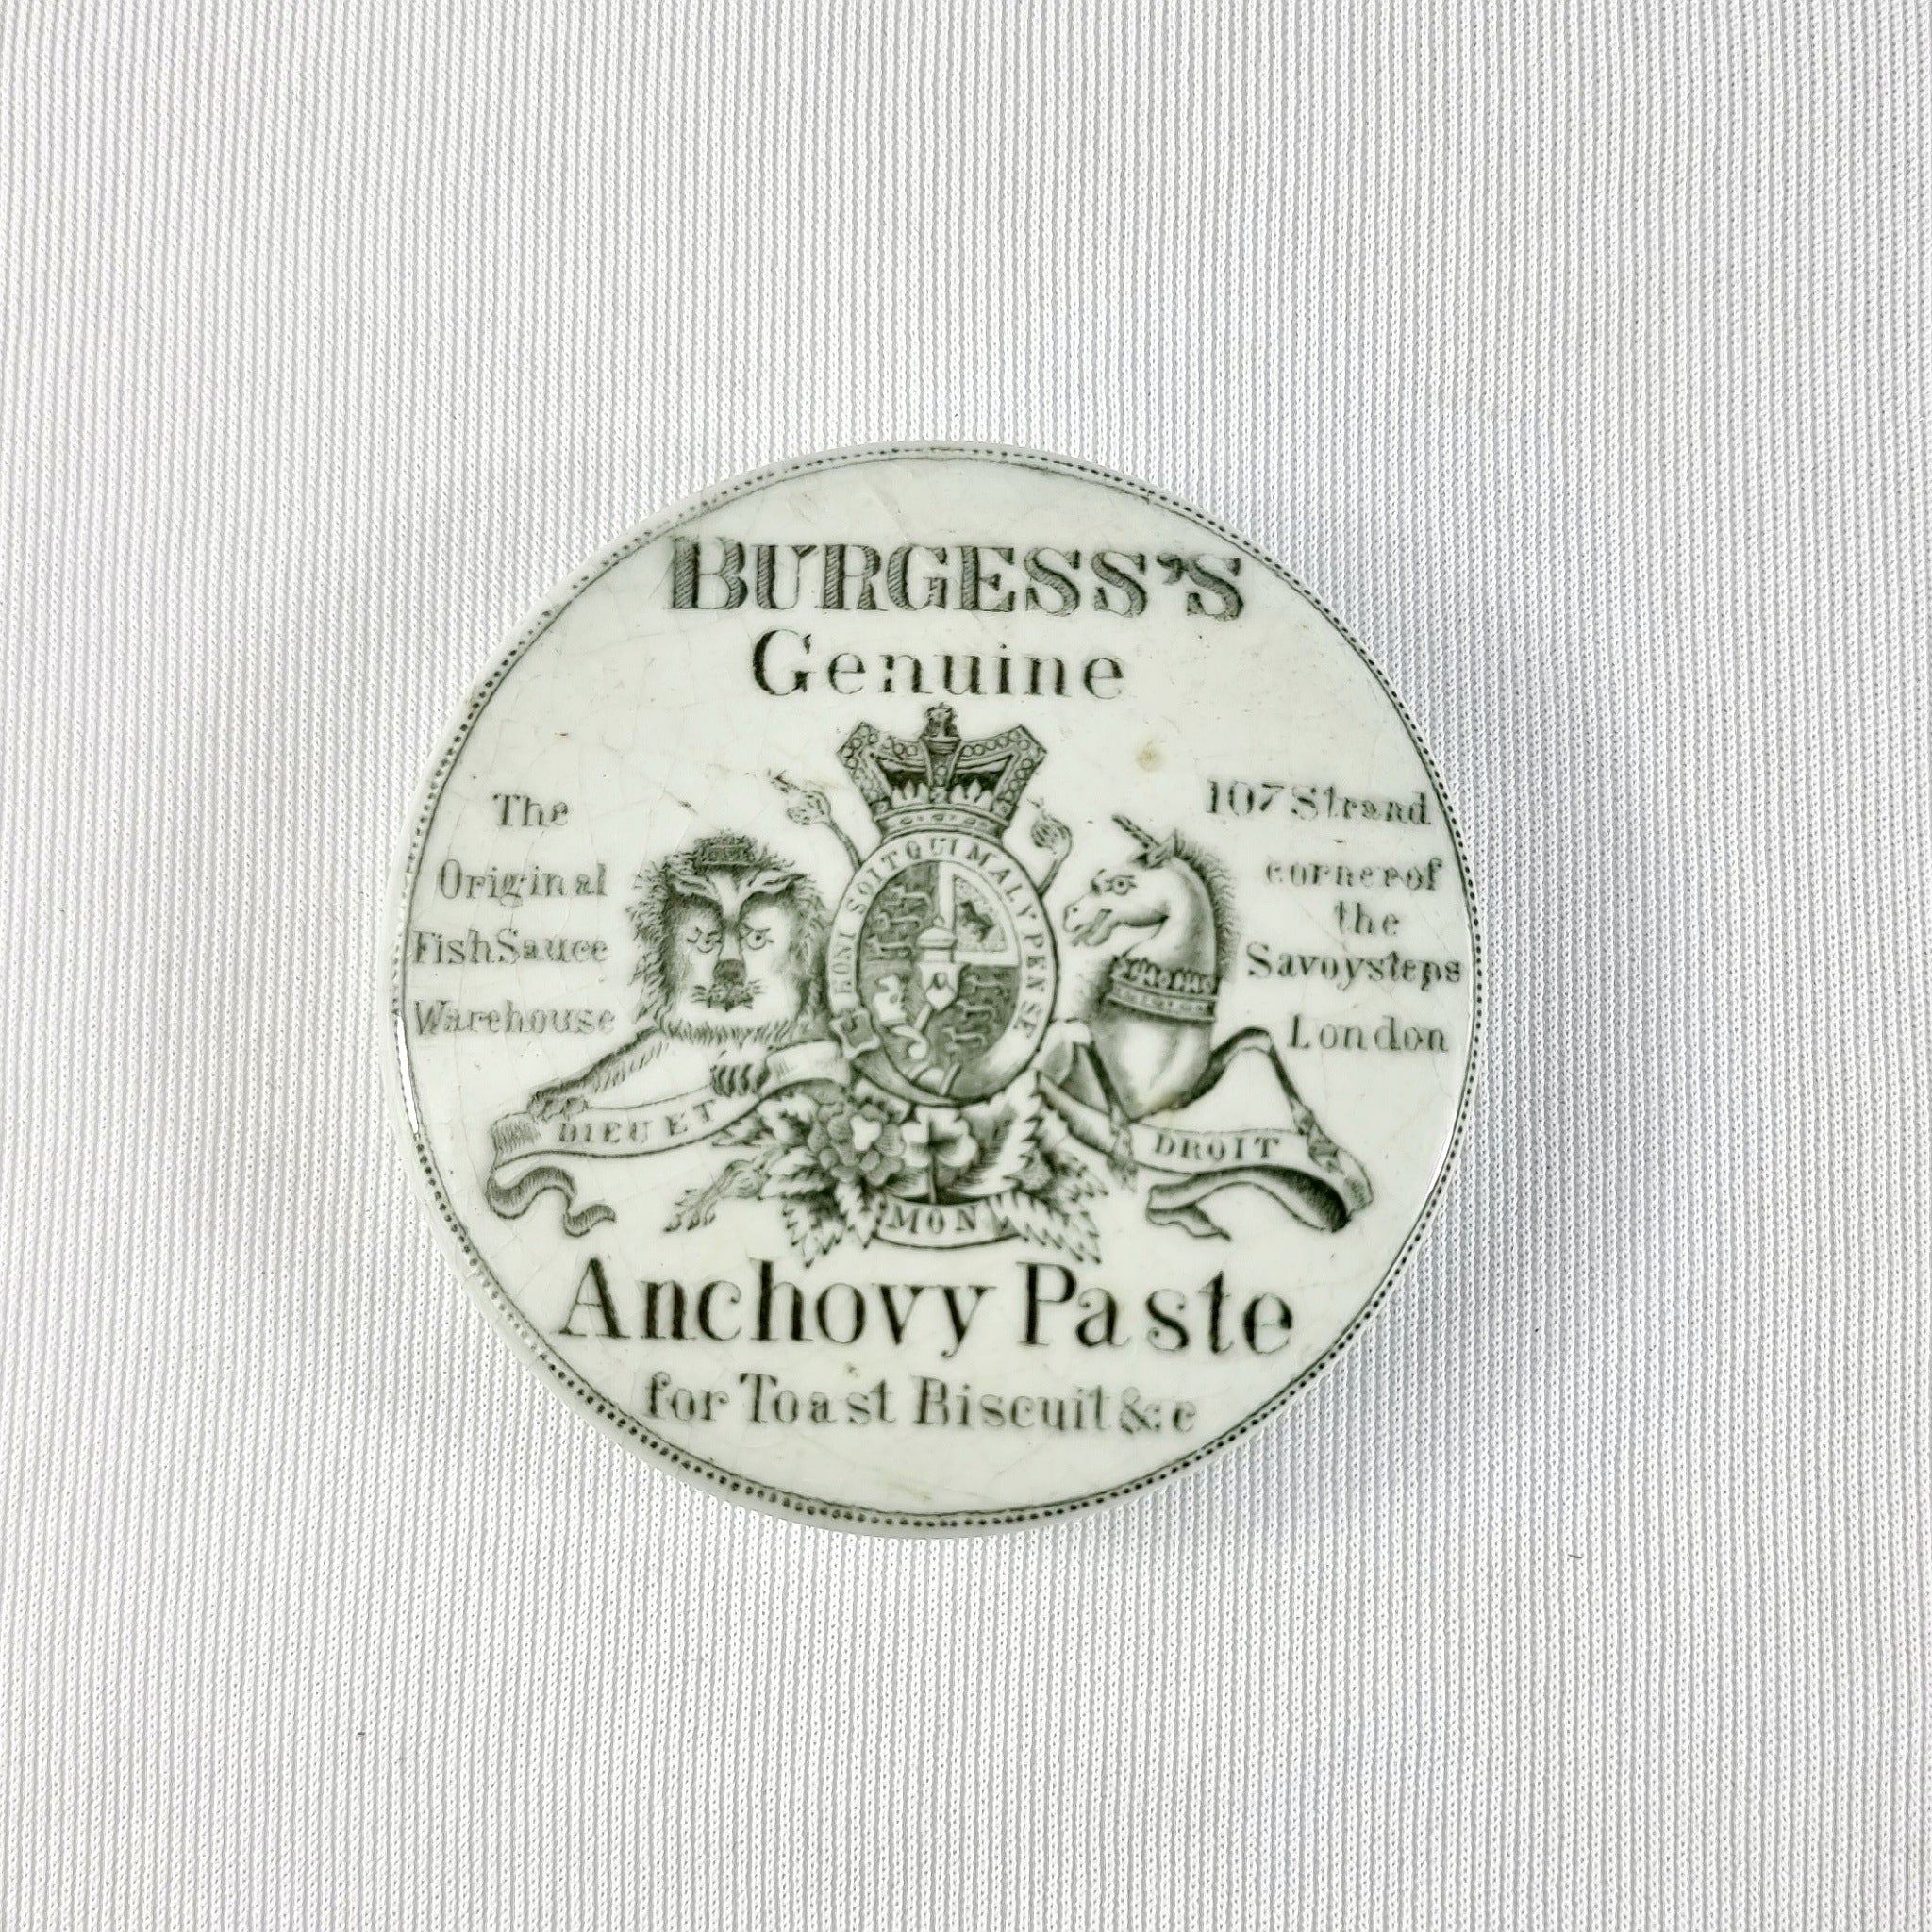 BURGESS'S
Genuine
The
Original
Fish Sauce
Warehouse
107 Strand
corner of
the
Savoy steps
London
HONI SOIT QUI MAL Y PENSE
DIEU ET
MON
DROIT
Anchovy Paste
for Toast Biscuit &c